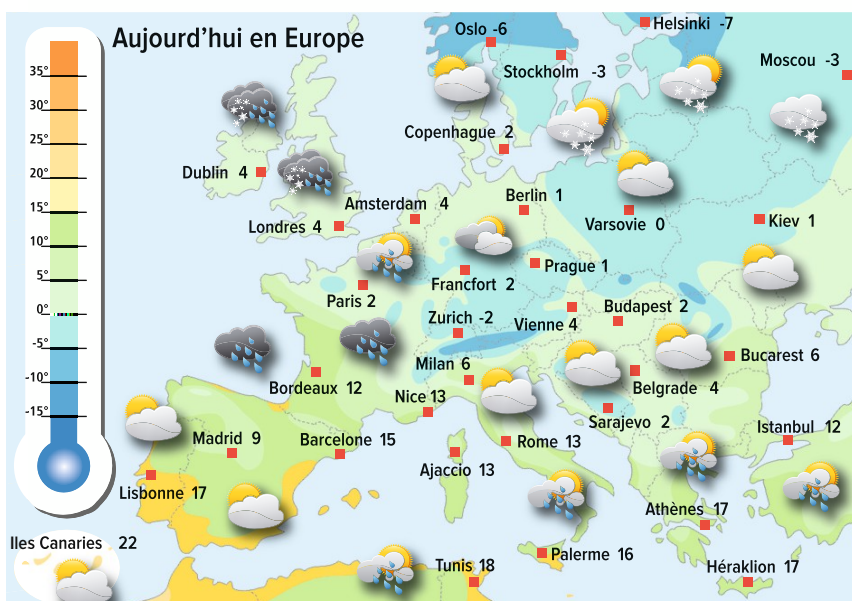 Aujourd'hui en Europe
35°
30°
25°
20°
15°
10°
5°
0°
-5°
-10°
-15°
Oslo -6
Helsinki -7
Stockholm -3
Moscou -3
Copenhague 2
Dublin 4
Amsterdam 4
Berlin 1
Londres 4
Varsovie 0
Kiev 1
Prague 1
Francfort 2
Paris 2
Budapest 2
Zurich -2
Vienne 4
Bucarest 6
Milan 6
Bordeaux 12
Belgrade 4
Nice 13
Sarajevo 2
Istanbul 12
Madrid 9
Barcelone 15
Rome 13
Ajaccio 13
Lisbonne 17
Athènes 17
Iles Canaries 22
Palerme 16
Tunis 18
Héraklion 17